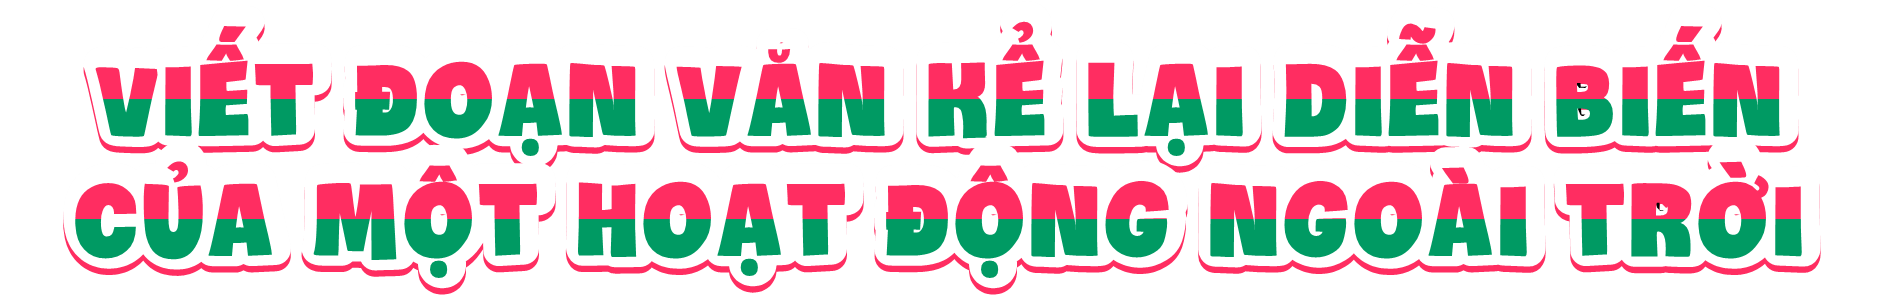 VIẾT ĐOẠN VĂN KỂ LẠI DIỄN BIẾN
CỦA MỘT HOẠT ĐỘNG NGOÀI TRỜI